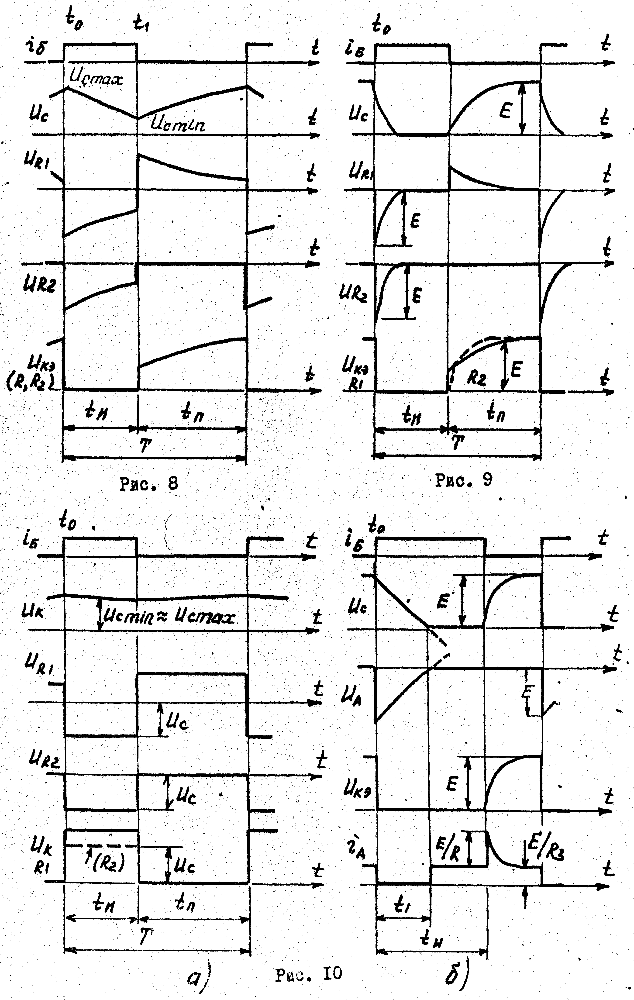 t₀ t₁
iб t
Ucmax
Uc t
Ucmin
UR1 t
t
UR2
Uкэ
(R, R₂) t
tи tп
T
Рис. 8
t₀
iБ t
Uc E t
UR1 t
E
t
UR2 E
Uкэ R2 E
R1 t
tи tп
T
Рис. 9
t₀
iБ t
Uк Ucmin ≈ Ucmax t
UR1
t
Uc
UR2 t
Uc
Uк
R1 (R₂) Uc t
tи tп
T
а)
t₀
iБ t
Uc E t
t
UA E
Uкэ E t
iA E/R E/R3
t
t₁
tи
б)
Рис. 10